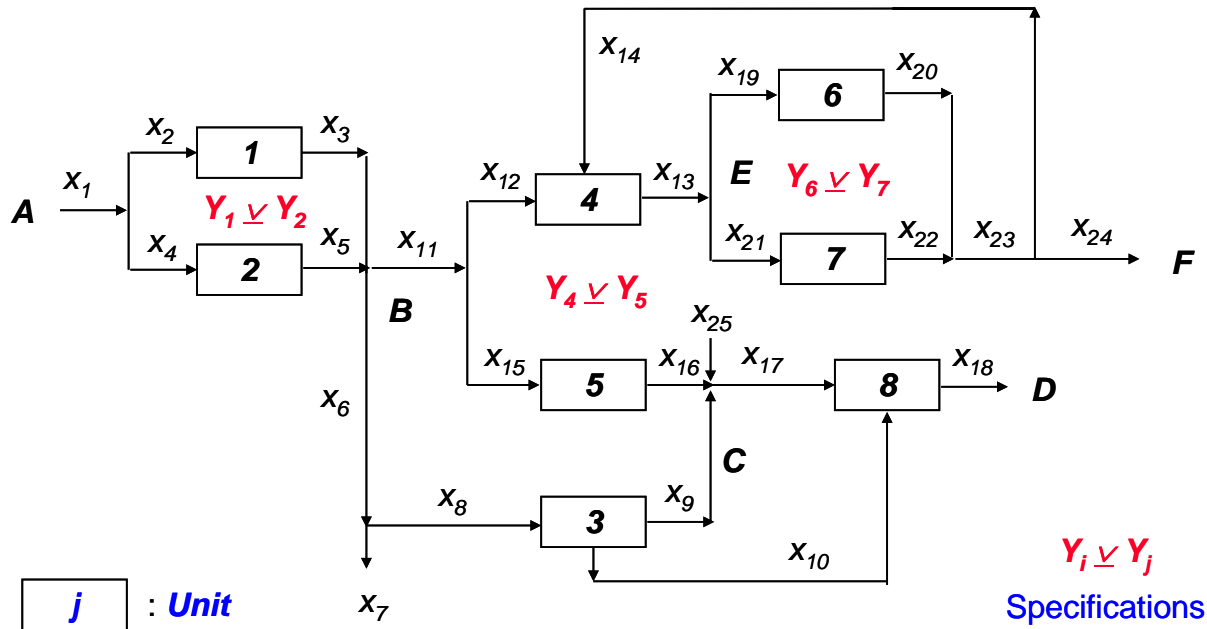 x14
x19
x20
6
x2
x3
1
x1
x12
x13
E
Y6 ⊻ Y7
A
Y1 ⊻ Y2
4
x4
x5
x11
x21
x22
x23
x24
2
7
F
B
Y4 ⊻ Y5
x25
x15
x16
x17
x18
5
8
D
x6
C
x8
x9
3
x10
Yi ⊻ Yj
j : Unit
x7
Specifications